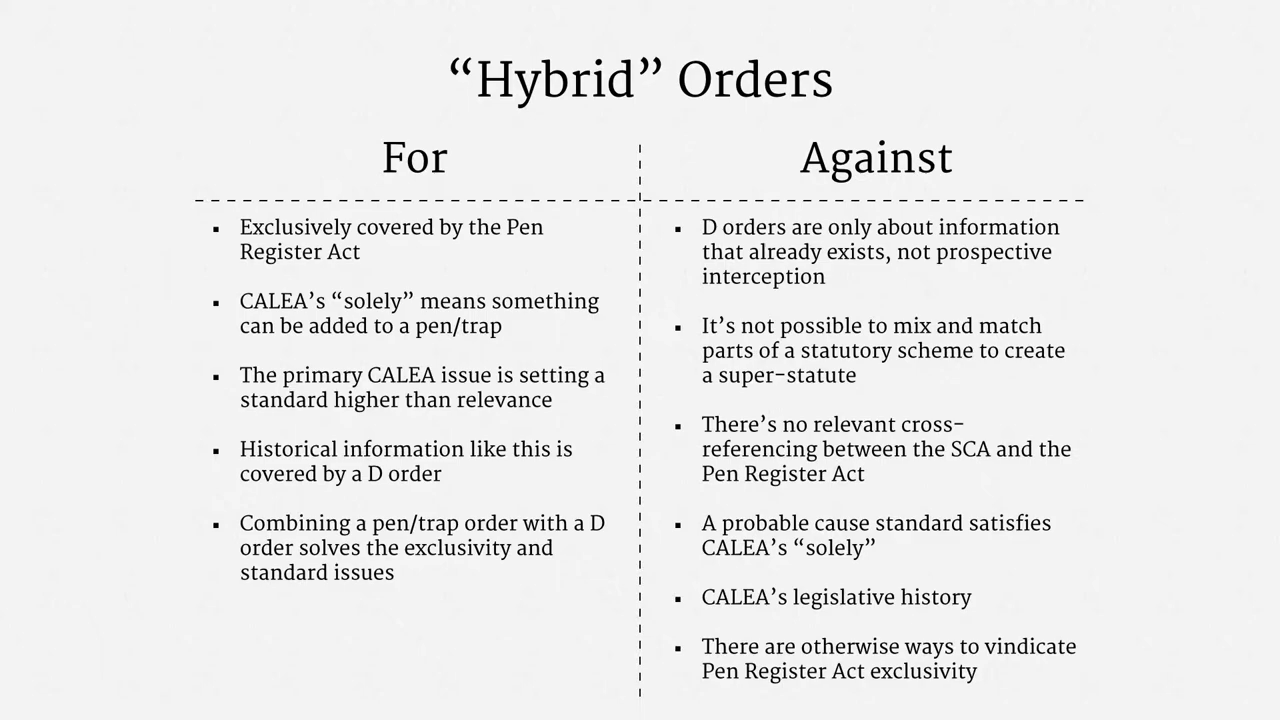 “Hybrid” Orders
For
▪ Exclusively covered by the Pen
Register Act
▪ CALEA’s “solely” means something
can be added to a pen/trap
▪ The primary CALEA issue is setting a
standard higher than relevance
▪ Historical information like this is
covered by a D order
▪ Combining a pen/trap order with a D
order solves the exclusivity and
standard issues
Against
▪ D orders are only about information
that already exists, not prospective
interception
▪ It’s not possible to mix and match
parts of a statutory scheme to create
a super-statute
▪ There’s no relevant cross-
referencing between the SCA and the
Pen Register Act
▪ A probable cause standard satisfies
CALEA’s “solely”
▪ CALEA’s legislative history
▪ There are otherwise ways to vindicate
Pen Register Act exclusivity